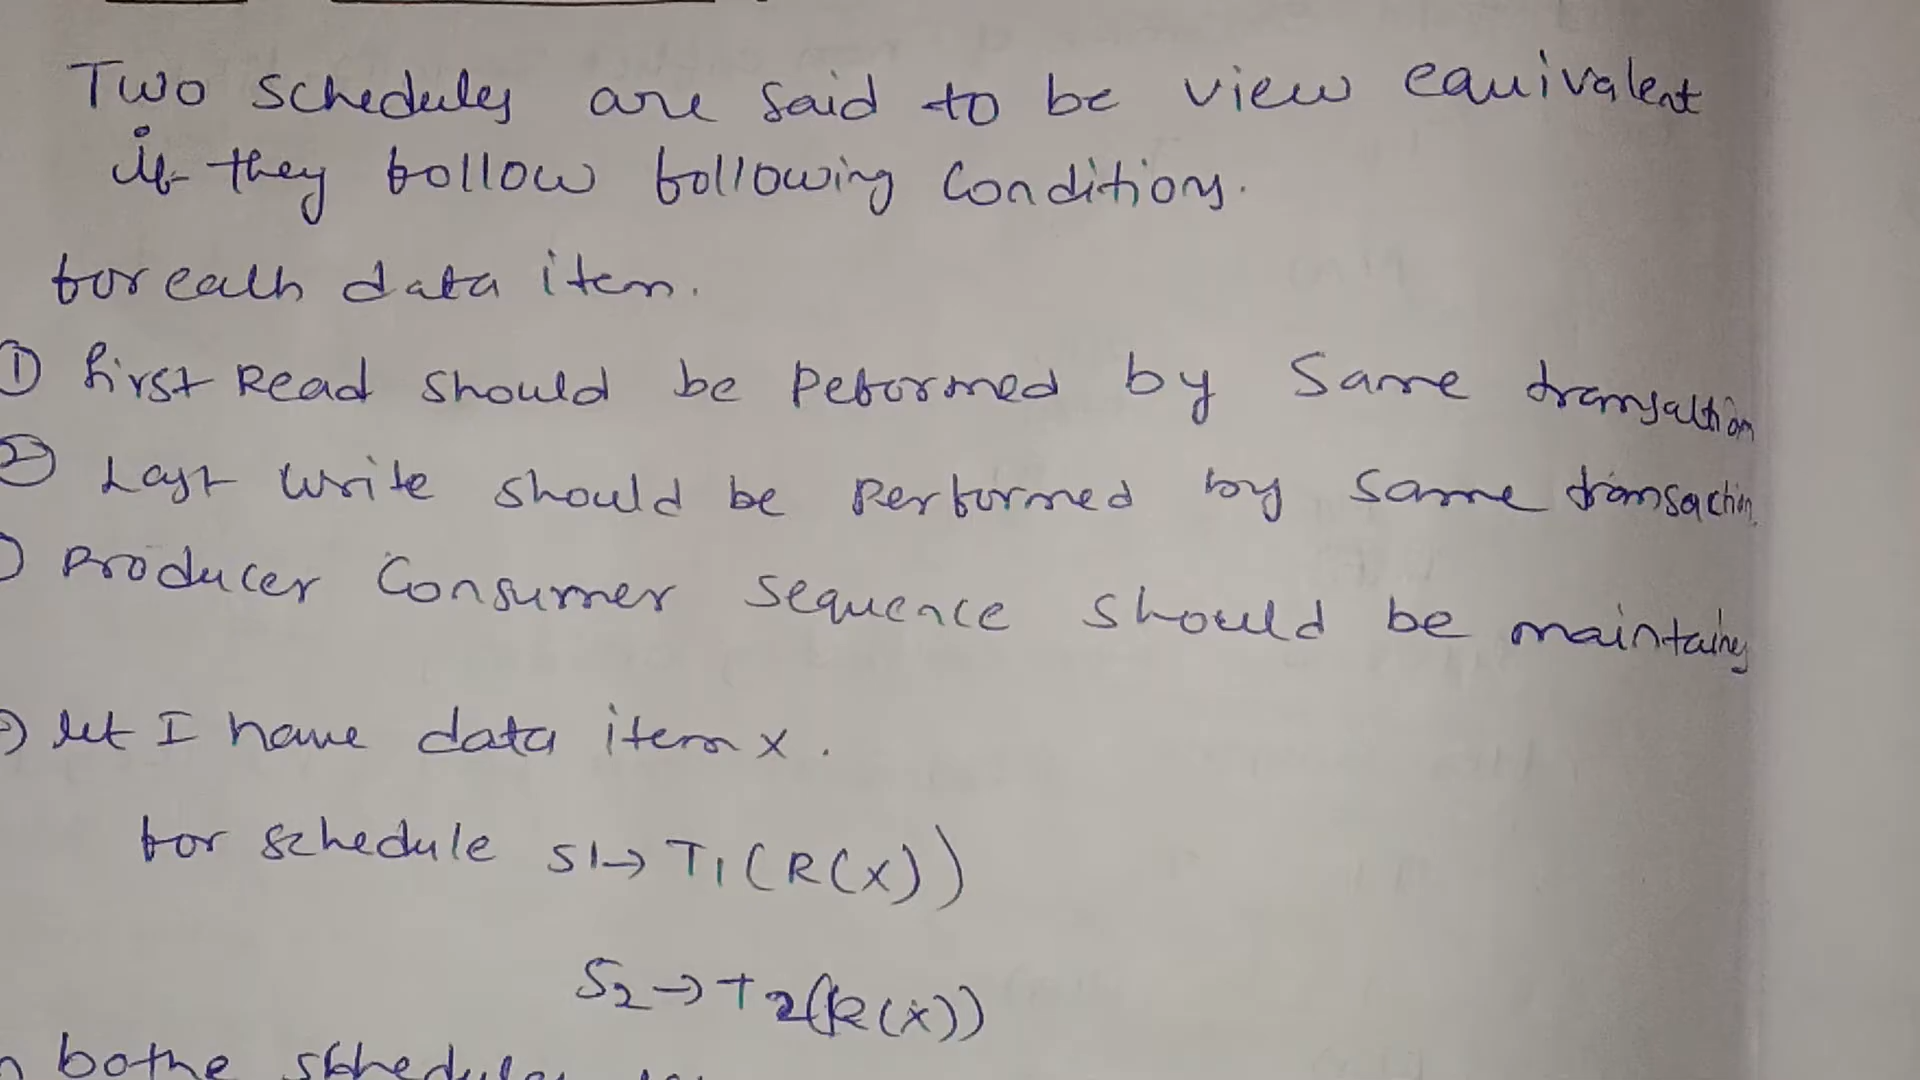 Two schedules are said to be view equivalent
if they follow following Conditions.
for each data item.
① first Read should be Peformed by Same transaction
② Last write should be Performed by same transaction
) Producer Consumer sequence should be maintaines
) let I have data item x.
for schedule S1→ T1(R(X))
S2→T2(R(X))
bothe